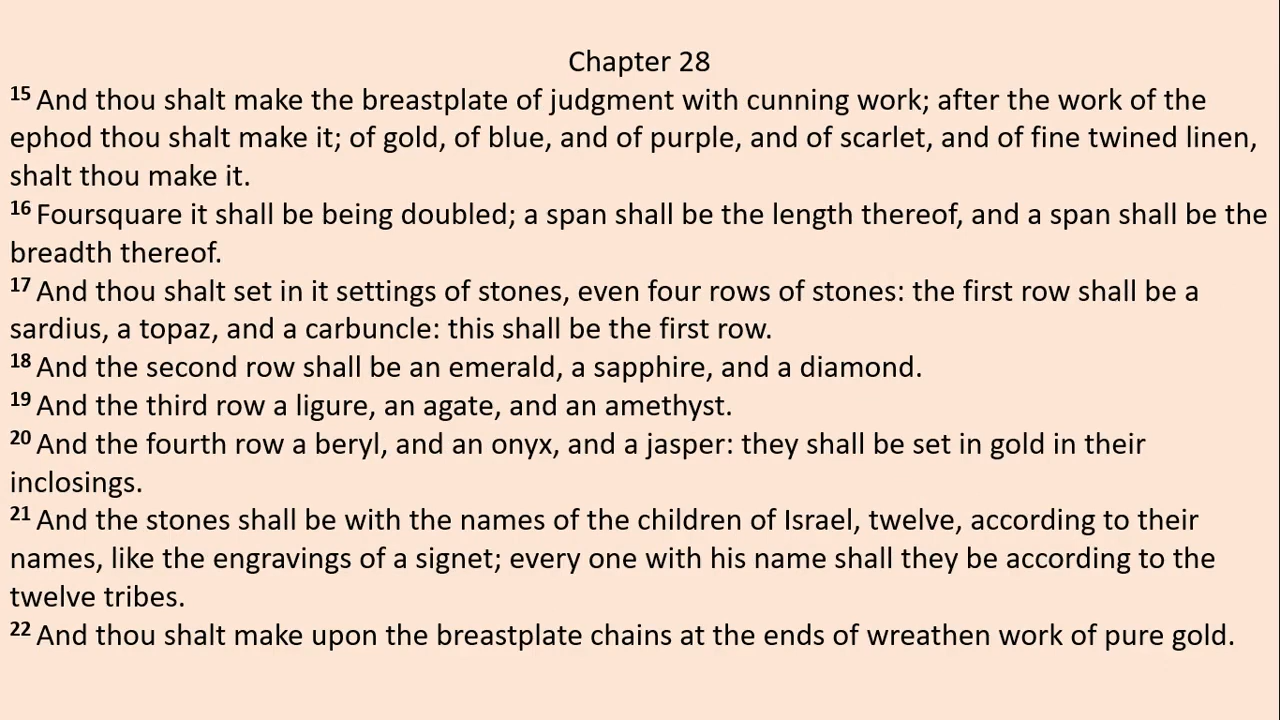 Chapter 28
15 And thou shalt make the breastplate of judgment with cunning work; after the work of the
ephod thou shalt make it; of gold, of blue, and of purple, and of scarlet, and of fine twined linen,
shalt thou make it.
16 Foursquare it shall be being doubled; a span shall be the length thereof, and a span shall be the
breadth thereof.
17 And thou shalt set in it settings of stones, even four rows of stones: the first row shall be a
sardius, a topaz, and a carbuncle: this shall be the first row.
18 And the second row shall be an emerald, a sapphire, and a diamond.
19 And the third row a ligure, an agate, and an amethyst.
20 And the fourth row a beryl, and an onyx, and a jasper: they shall be set in gold in their
inclosings.
21 And the stones shall be with the names of the children of Israel, twelve, according to their
names, like the engravings of a signet; every one with his name shall they be according to the
twelve tribes.
22 And thou shalt make upon the breastplate chains at the ends of wreathen work of pure gold.